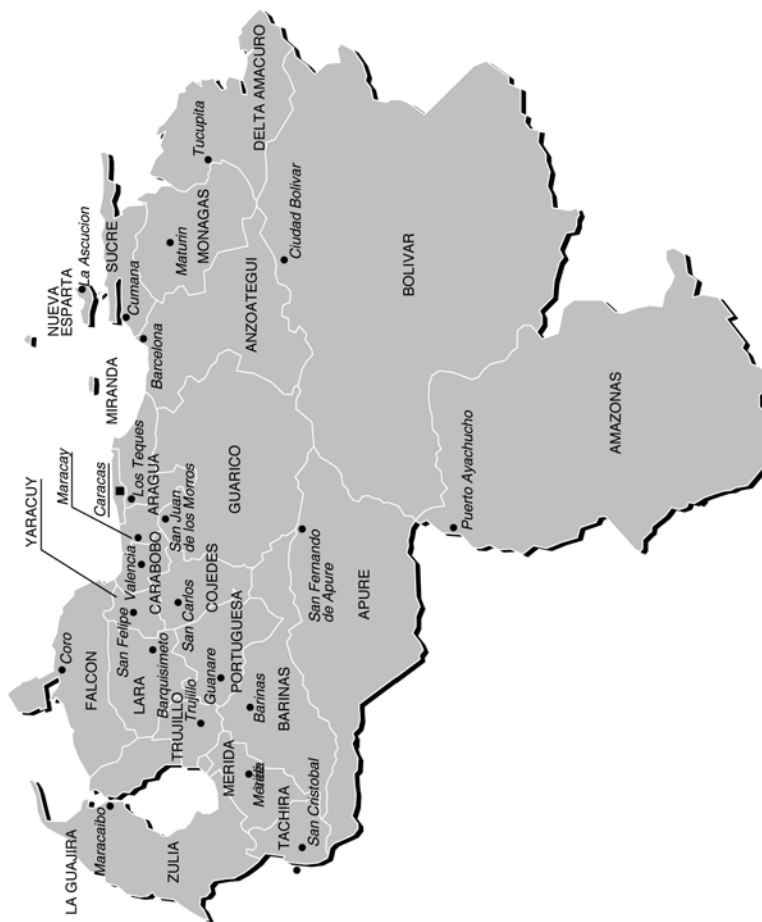 LA GUAJIRA
Maracaibo
ZULIA
Coro
FALCON
LARA
Barquisimeto
TRUJILLO
Trujillo
MERIDA
TACHIRA
San Cristobal
YARACUY
San Felipe
Valencia
CARABOBO
San Carlos
COJEDES
Guanare
PORTUGUESA
Barinas
BARINAS
Maracay
Caracas
Los Teques
ARAGUA
San Juan
de los Morros
GUARICO
San Fernando
de Apure
APURE
MIRANDA
NUEVA
ESPARTA
La Ascucion
SUCRE
Cumana
Barcelona
ANZOATEGUI
Maturin
MONAGAS
Tucupita
DELTA AMACURO
Ciudad Bolivar
BOLIVAR
Puerto Ayachucho
AMAZONAS